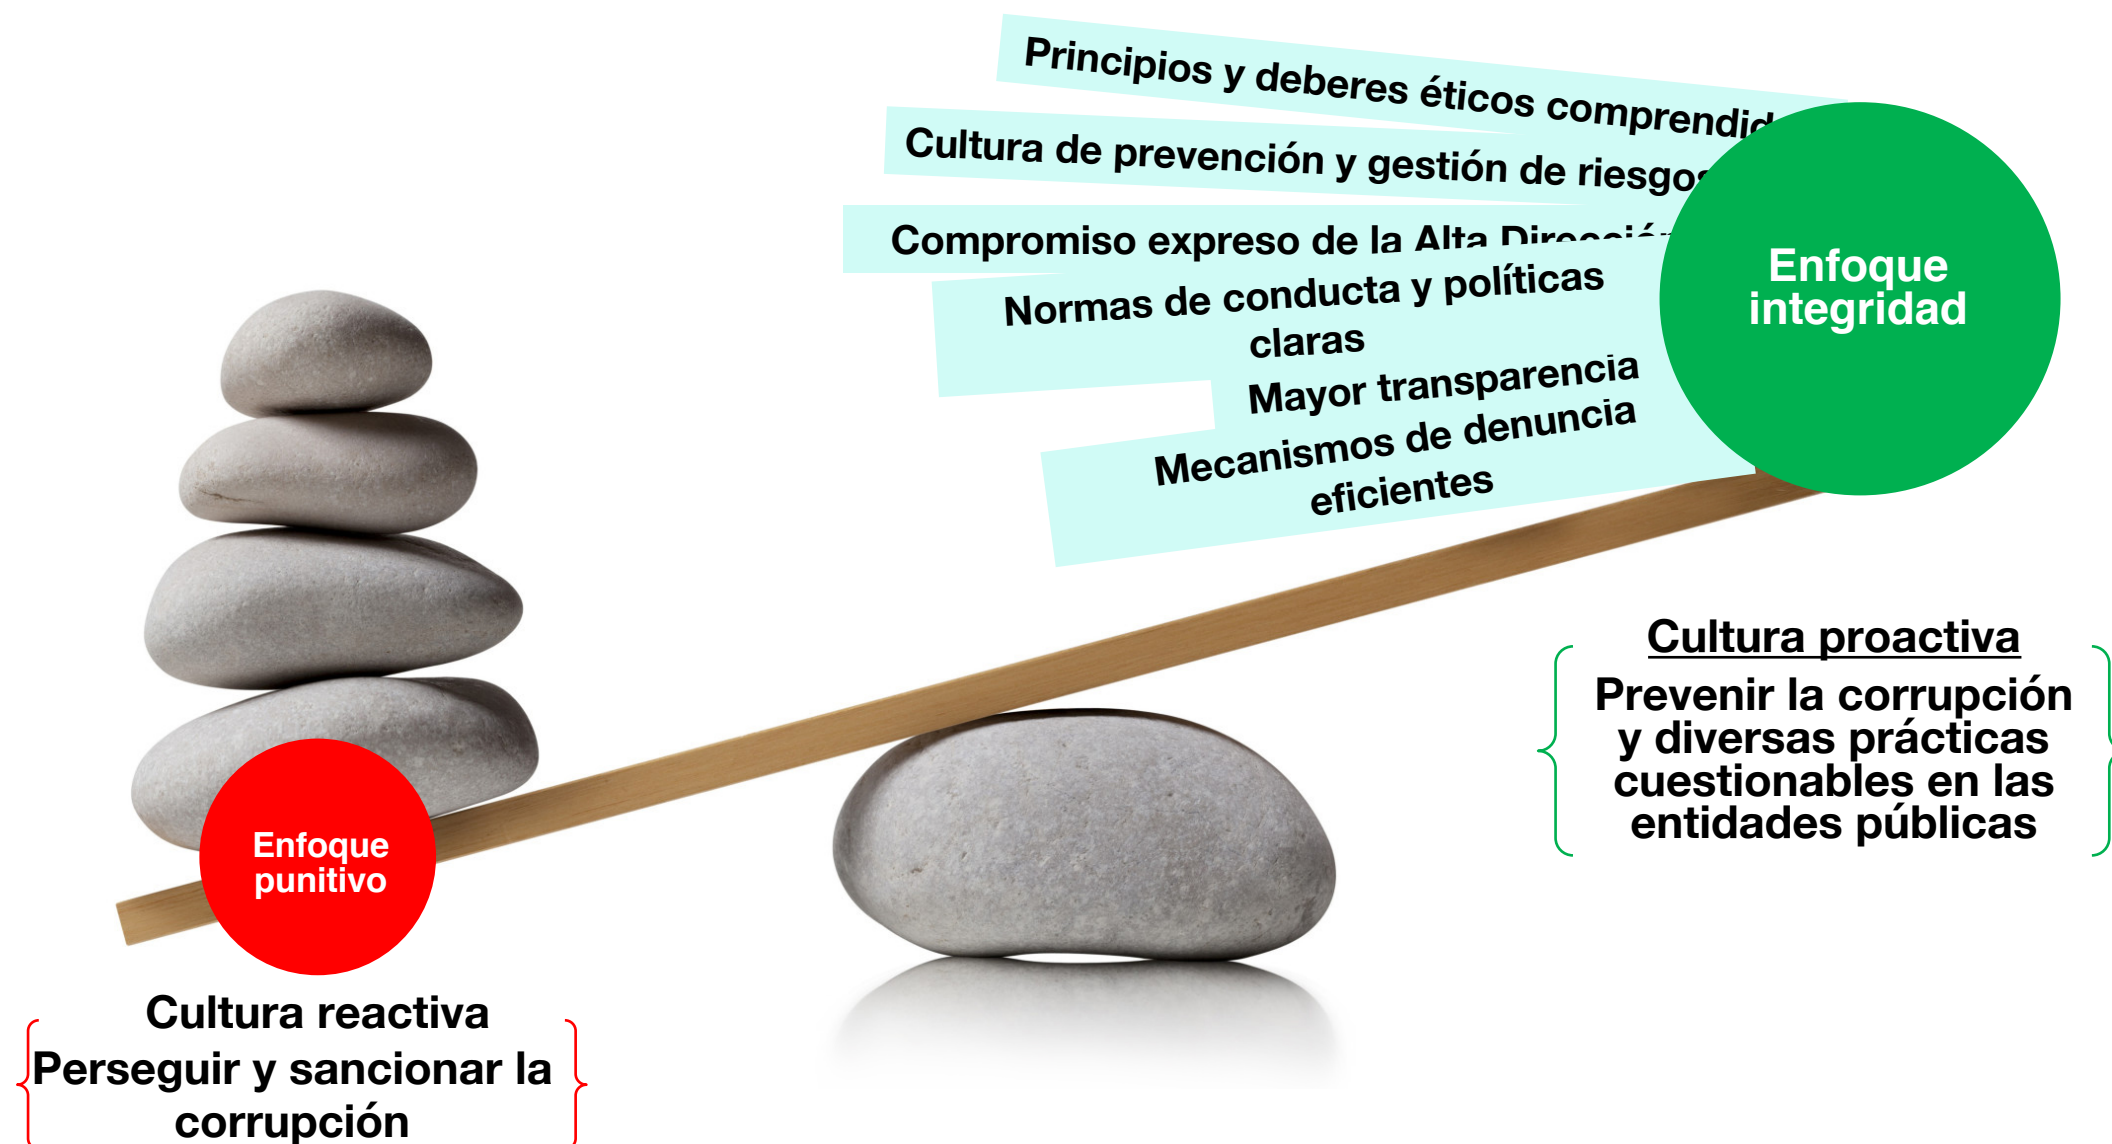 Principios y deberes éticos
Cultura de prevención y gestión de riesgos
Compromiso expreso de la Alta Dirección
Normas de conducta y políticas
claras
Mayor transparencia
Mecanismos de denuncia
eficientes
Enfoque
integridad
Cultura proactiva
Prevenir la corrupción
y diversas prácticas
cuestionables en las
entidades públicas
Enfoque
punitivo
Cultura reactiva
Perseguir y sancionar la
corrupción